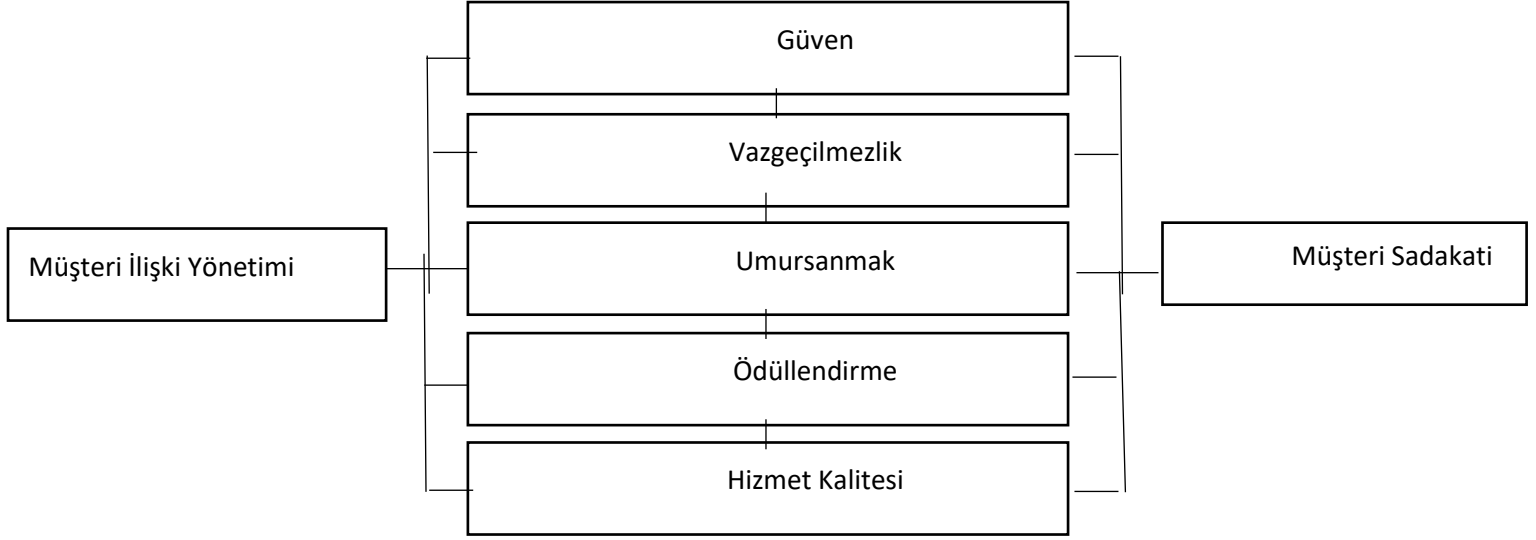 Güven
Vazgeçilmezlik
Müşteri İlişki Yönetimi
Umursanmak
Müşteri Sadakati
Ödüllendirme
Hizmet Kalitesi